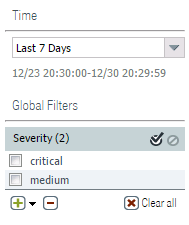 Time
Last 7 Days
12/23 20:30:00-12/30 20:29:59
Global Filters
Severity (2)
critical
medium
Clear all